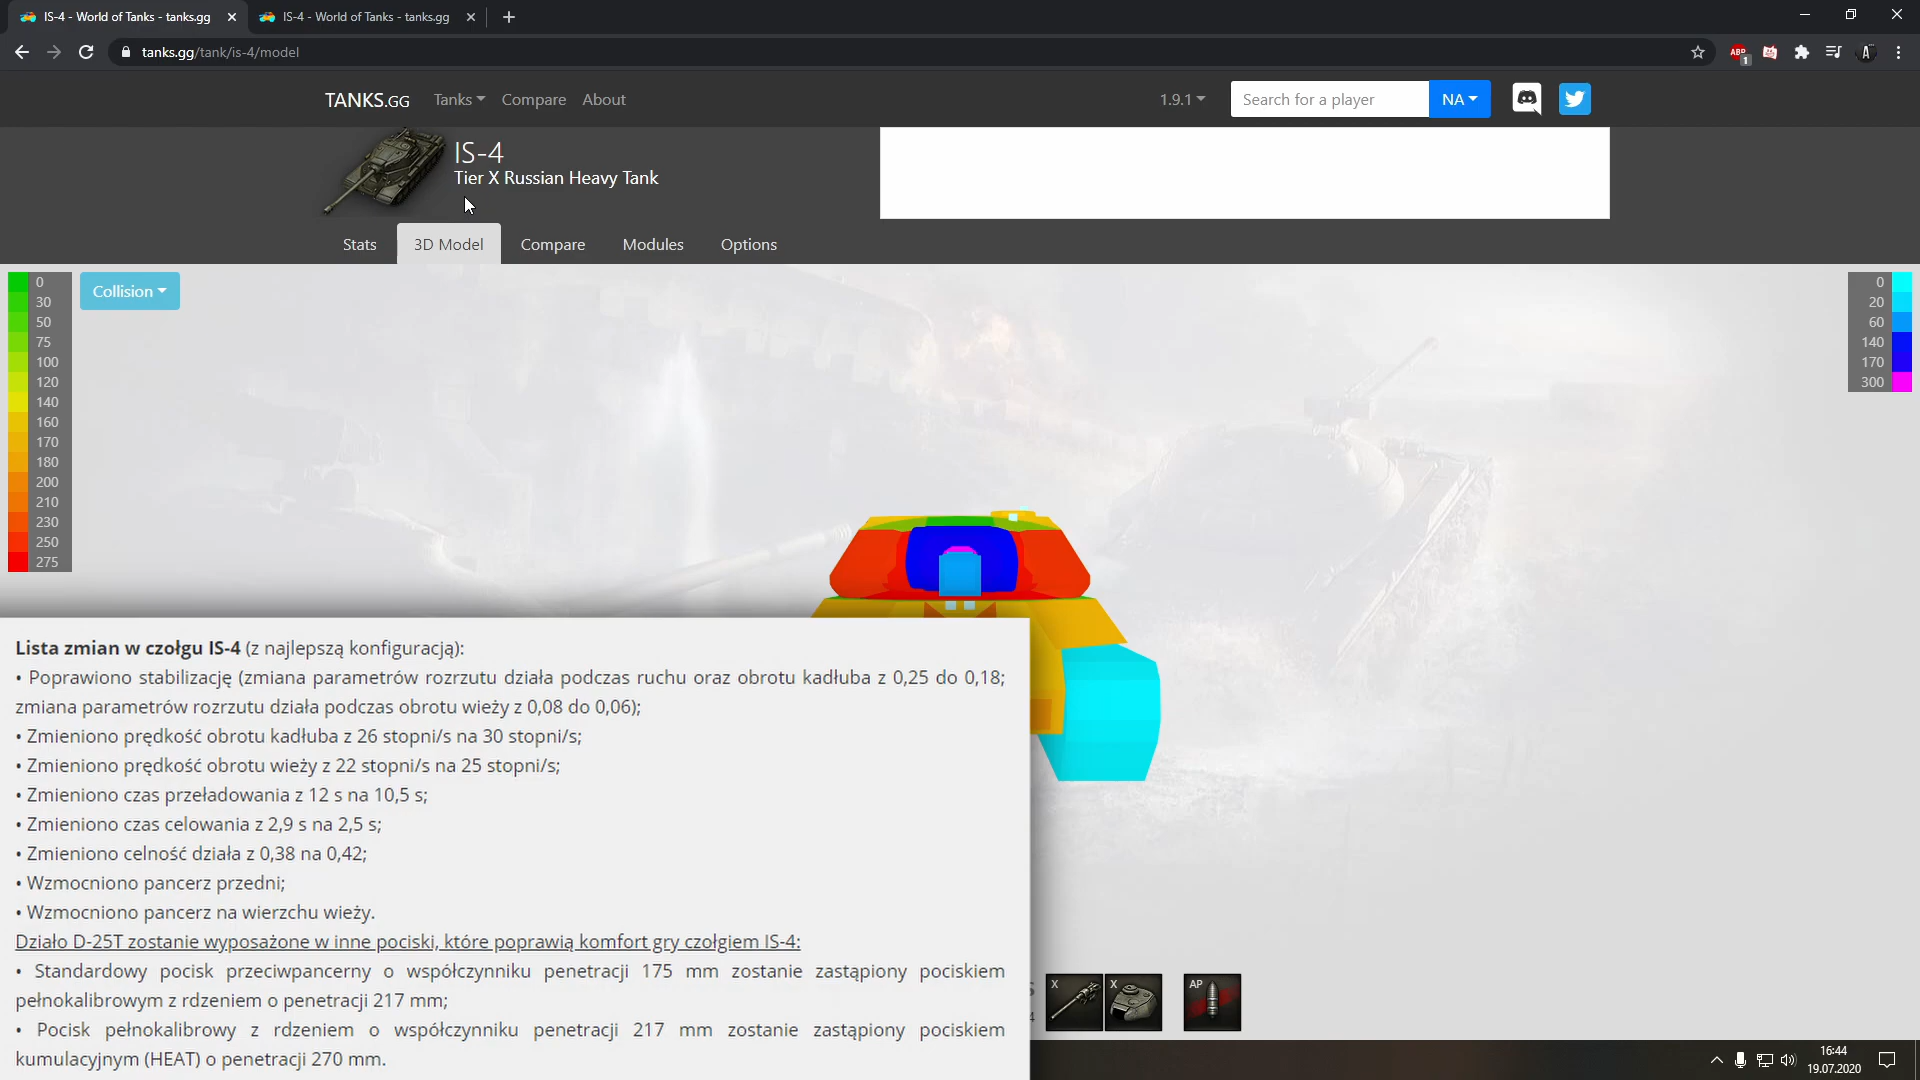 IS-4 - World of Tanks - tanks.gg
IS-4 - World of Tanks - tanks.gg
tanks.gg/tank/is-4/model
ABP
1
A
TANKS.GG
Tanks
Compare
About
1.9.1
Search for a player
NA
IS-4
Tier X Russian Heavy Tank
Stats
3D Model
Compare
Modules
Options
Collision
0
30
50
75
100
120
140
160
170
180
200
210
230
250
275
0
20
60
140
170
300
Lista zmian w czołgu IS-4 (z najlepszą konfiguracją):
• Poprawiono stabilizację (zmiana parametrów rozrzutu działa podczas ruchu oraz obrotu kadłuba z 0,25 do 0,18;
zmiana parametrów rozrzutu działa podczas obrotu wieży z 0,08 do 0,06);
• Zmieniono prędkość obrotu kadłuba z 26 stopni/s na 30 stopni/s;
• Zmieniono prędkość obrotu wieży z 22 stopni/s na 25 stopni/s;
• Zmieniono czas przeładowania z 12 s na 10,5 s;
• Zmieniono czas celowania z 2,9 s na 2,5 s;
• Zmieniono celność działa z 0,38 na 0,42;
• Wzmocniono pancerz przedni;
• Wzmocniono pancerz na wierzchu wieży.
Działo D-25T zostanie wyposażone w inne pociski, które poprawią komfort gry czołgiem IS-4:
• Standardowy pocisk przeciwpancerny o współczynniku penetracji 175 mm zostanie zastąpiony pociskiem
pełnokalibrowym z rdzeniem o penetracji 217 mm;
• Pocisk pełnokalibrowy z rdzeniem o współczynniku penetracji 217 mm zostanie zastąpiony pociskiem
kumulacyjnym (HEAT) o penetracji 270 mm.
X
X
AP
16:44
19.07.2020